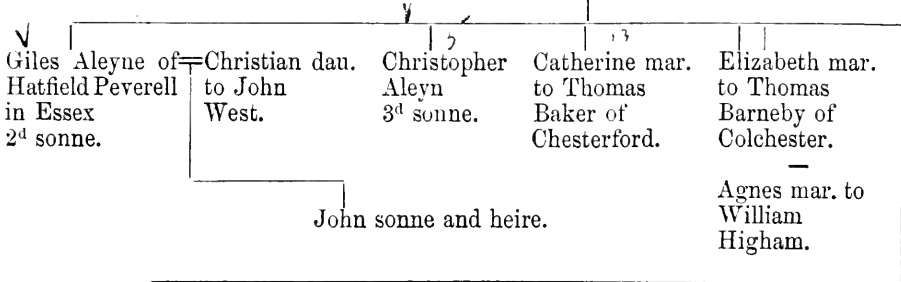 Giles Aleyne of=Christian dau.
Hatfield Peverell to John
in Essex West.
2d sonne.
Christopher
Aleyn
3d sonne.
Catherine mar.
to Thomas
Baker of
Chesterford.
Elizabeth mar.
to Thomas
Barneby of
Colchester.
Agnes mar. to
William
Higham.
John sonne and heire.